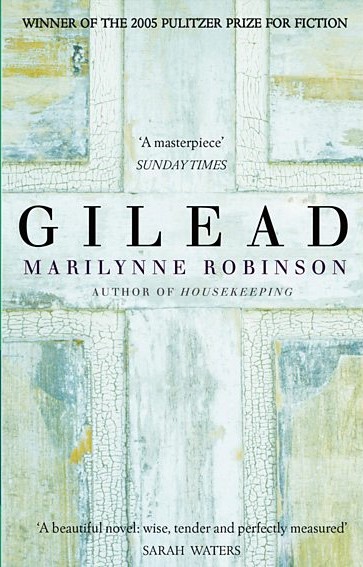 WINNER OF THE 2005 PULITZER PRIZE FOR FICTION
‘A masterpiece’
SUNDAY TIMES
GILEAD
MARILYNNE ROBINSON
AUTHOR OF HOUSEKEEPING
‘A beautiful novel: wise, tender and perfectly measured’
SARAH WATERS